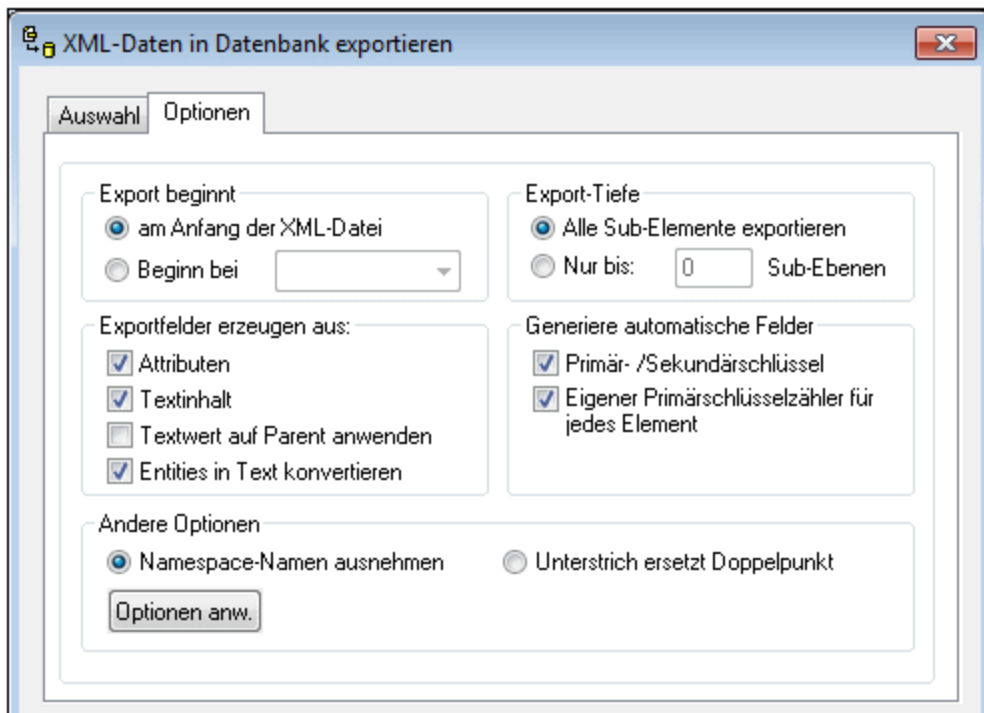 XML-Daten in Datenbank exportieren
Auswahl
Optionen
Export beginnt
am Anfang der XML-Datei
Beginn bei
Export-Tiefe
Alle Sub-Elemente exportieren
Nur bis: 0 Sub-Ebenen
Exportfelder erzeugen aus:
Attributen
Textinhalt
Textwert auf Parent anwenden
Entities in Text konvertieren
Generiere automatische Felder
Primär- /Sekundärschlüssel
Eigener Primärschlüsselzähler für
jedes Element
Andere Optionen
Namespace-Namen ausnehmen
Unterstrich ersetzt Doppelpunkt
Optionen anw.